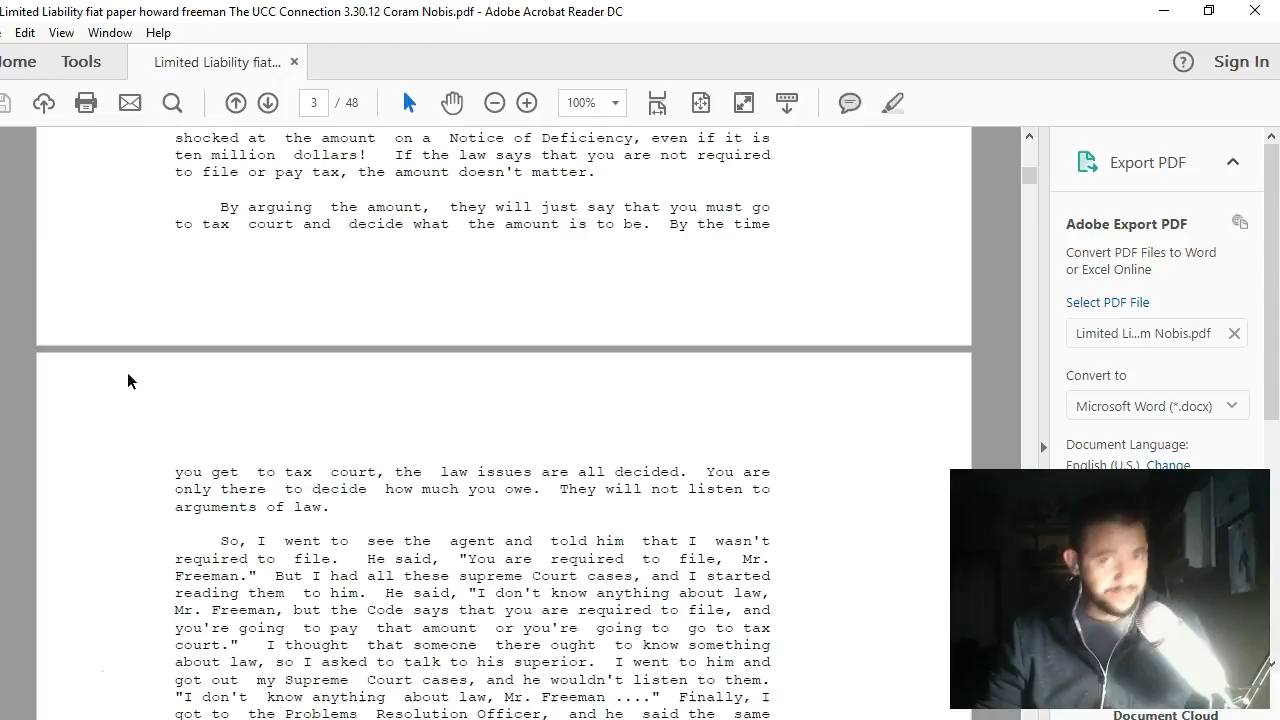 Limited Liability fiat paper howard freeman The UCC Connection 3.30.12 Coram Nobis.pdf - Adobe Acrobat Reader DC
Edit View Window Help
Tools Limited Liability fiat... Sign In
3 / 48 100%
shocked at the amount on a Notice of Deficiency, even if it is
ten million dollars! If the law says that you are not required
to file or pay tax, the amount doesn't matter.
By arguing the amount, they will just say that you must go
to tax court and decide what the amount is to be. By the time
you get to tax court, the law issues are all decided. You are
only there to decide how much you owe. They will not listen to
arguments of law.
So, I went to see the agent and told him that I wasn't
required to file. He said, "You are required to file, Mr.
Freeman." But I had all these supreme Court cases, and I started
reading them to him. He said, "I don't know anything about law,
Mr. Freeman, but the Code says that you are required to file, and
you're going to pay that amount or you're going to go to tax
court." I thought that someone there ought to know something
about law, so I asked to talk to his superior. I went to him and
got out my Supreme Court cases, and he wouldn't listen to them.
"I don't know anything about law, Mr. Freeman ...." Finally, I
got to the Problems Resolution Officer, and he said the same
Export PDF
Adobe Export PDF
Convert PDF Files to Word
or Excel Online
Select PDF File
Limited Li...m Nobis.pdf
Convert to
Microsoft Word (*.docx)
Document Language:
English (U.S.) Change
Document Cloud